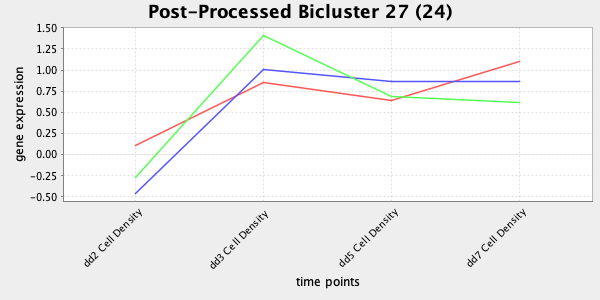 Post-Processed Bicluster 27 (24)
gene expression
1.50
1.25
1.00
0.75
0.50
0.25
0.00
-0.25
-0.50
dd2 Cell Density
dd3 Cell Density
dd5 Cell Density
dd7 Cell Density
time points